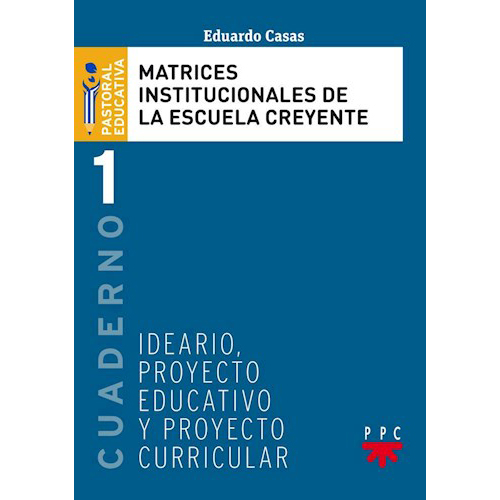 Eduardo Casas
PASTORAL
EDUCATIVA
MATRICES
INSTITUCIONALES DE
LA ESCUELA CREYENTE
CUADERNO 1
IDEARIO,
PROYECTO
EDUCATIVO
Y PROYECTO
CURRICULAR
PPC